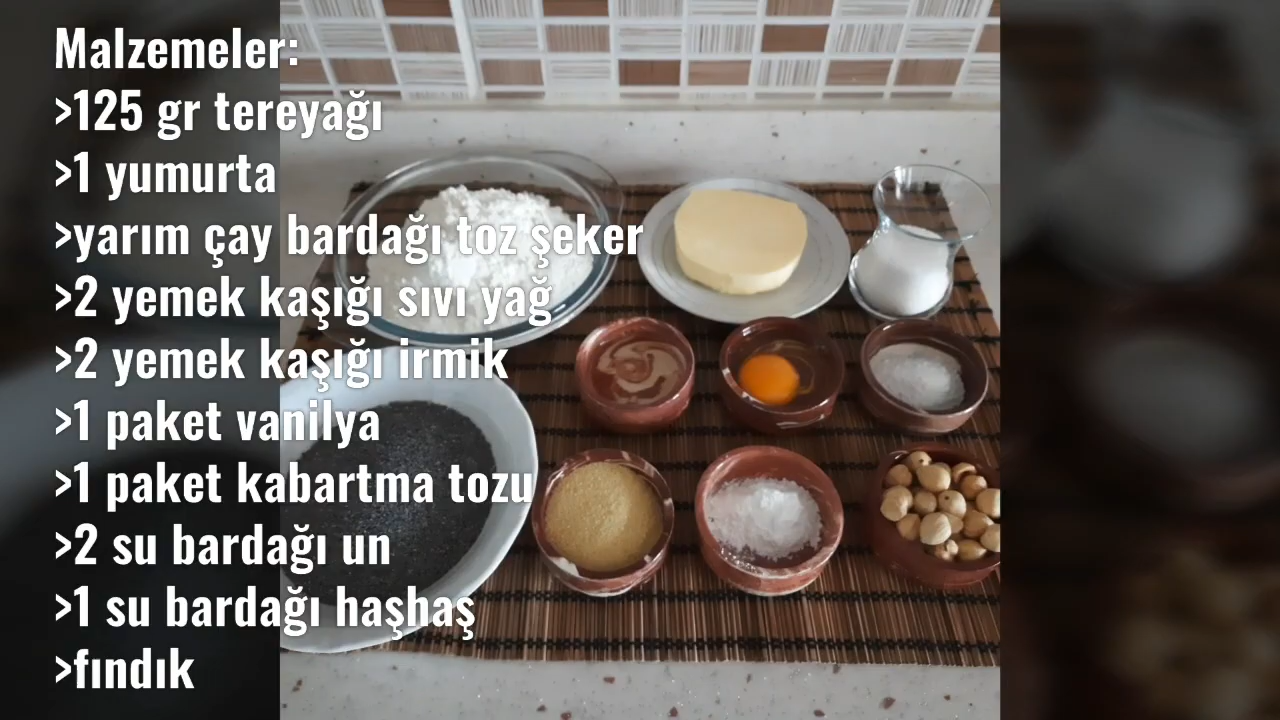 Malzemeler:
>125 gr tereyağı
>1 yumurta
>yarım çay bardağı toz şeker
>2 yemek kaşığı sıvı yağ
>2 yemek kaşığı irmik
>1 paket vanilya
>1 paket kabartma tozu
>2 su bardağı un
>1 su bardağı haşhaş
>fındık